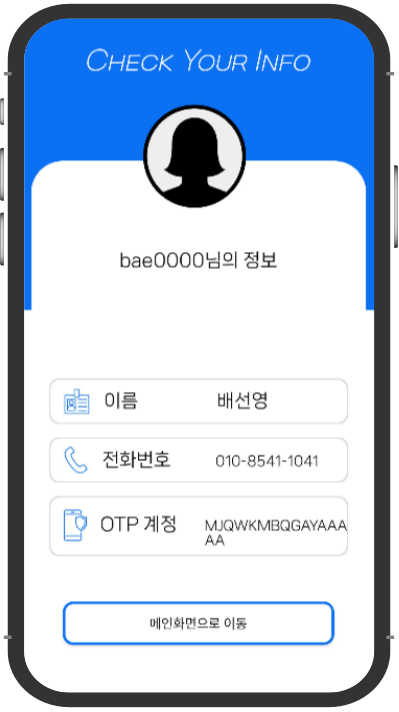 CHECK YOUR INFO
bae0000님의 정보
이름 배선영
전화번호 010-8541-1041
OTP 계정 MJQWKMBQGAYAAA
AA
메인화면으로 이동